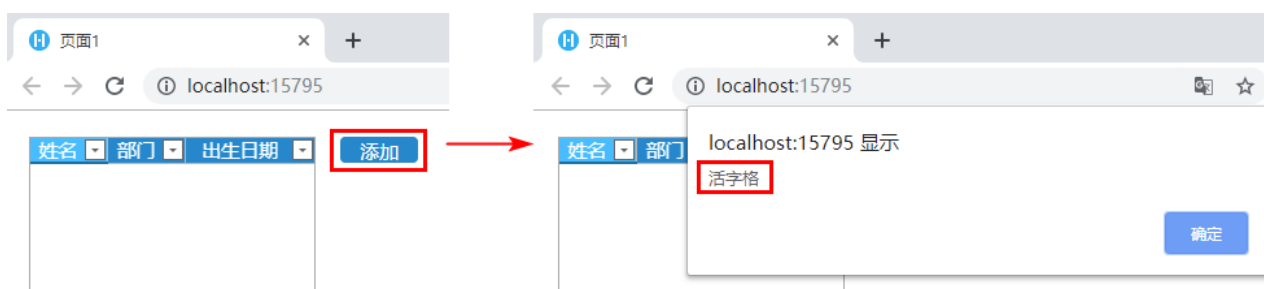 页面1
localhost:15795
姓名 部门 出生日期
添加
页面1
localhost:15795
姓名 部门
localhost:15795 显示
活字格
确定